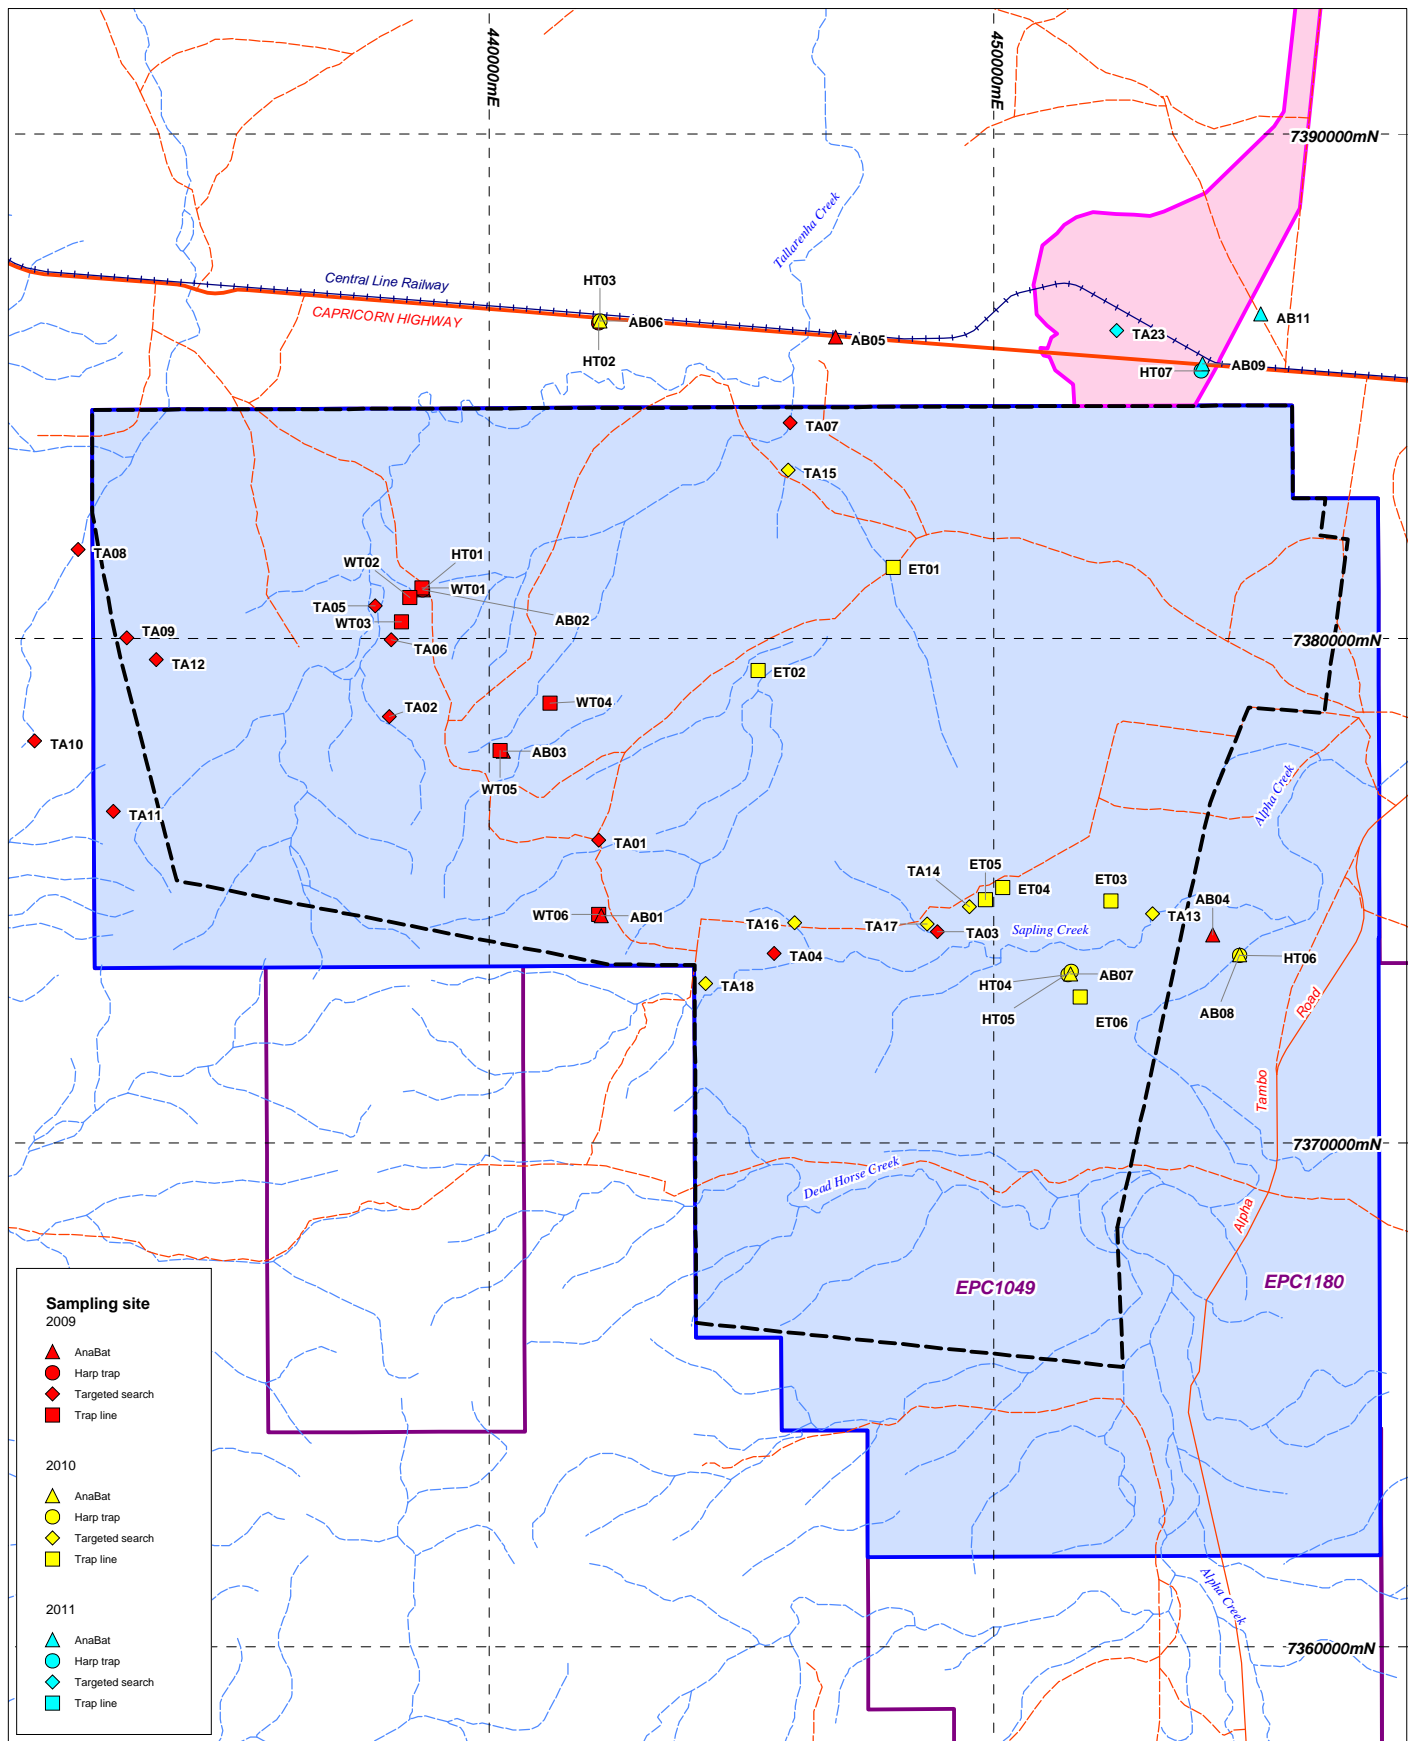 440000mE
450000mE
7390000mN
Tallarenha Creek
Central Line Railway
CAPRICORN HIGHWAY
HT03
AB06
HT02
AB05
TA23
AB11
AB09
HT07
TA07
TA15
TA08
WT02
HT01
WT01
ET01
TA05
WT03
AB02
TA09
TA06
7380000mN
TA12
ET02
TA02
WT04
TA10
AB03
WT05
Alpha Creek
TA11
TA01
ET05
TA14
ET04
ET03
AB04
WT06
AB01
TA16
TA17
TA03
Sapling Creek
TA13
TA04
HT06
TA18
HT04
AB07
HT05
ET06
AB08
Road
Tambo
7370000mN
Dead Horse Creek
Alpha
EPC1049
EPC1180
Sampling site
2009
AnaBat
Harp trap
Targeted search
Trap line
2010
AnaBat
Harp trap
Targeted search
Trap line
2011
AnaBat
Harp trap
Targeted search
Trap line
Alpha Creek
7360000mN